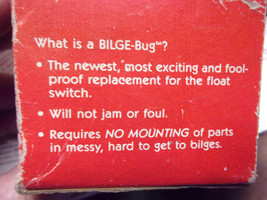 What is a BILGE-Bug™?
• The newest, most exciting and fool-
proof replacement for the float
switch.
• Will not jam or foul.
• Requires NO MOUNTING of parts
in messy, hard to get to bilges.